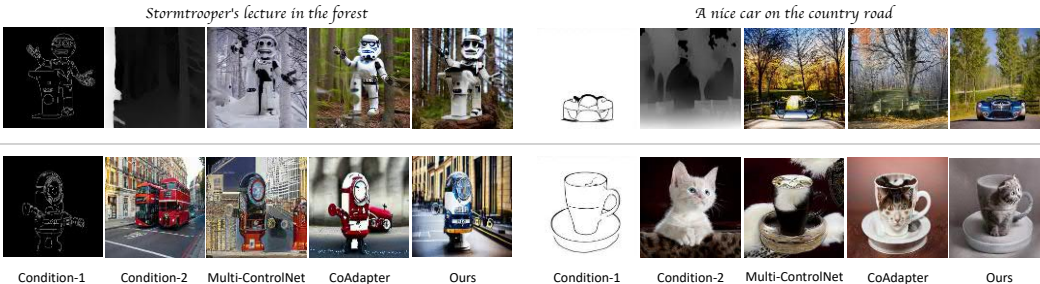 Stormtrooper's lecture in the forest
A nice car on the country road
Condition-1 Condition-2 Multi-ControlNet CoAdapter Ours Condition-1 Condition-2 Multi-ControlNet CoAdapter Ours